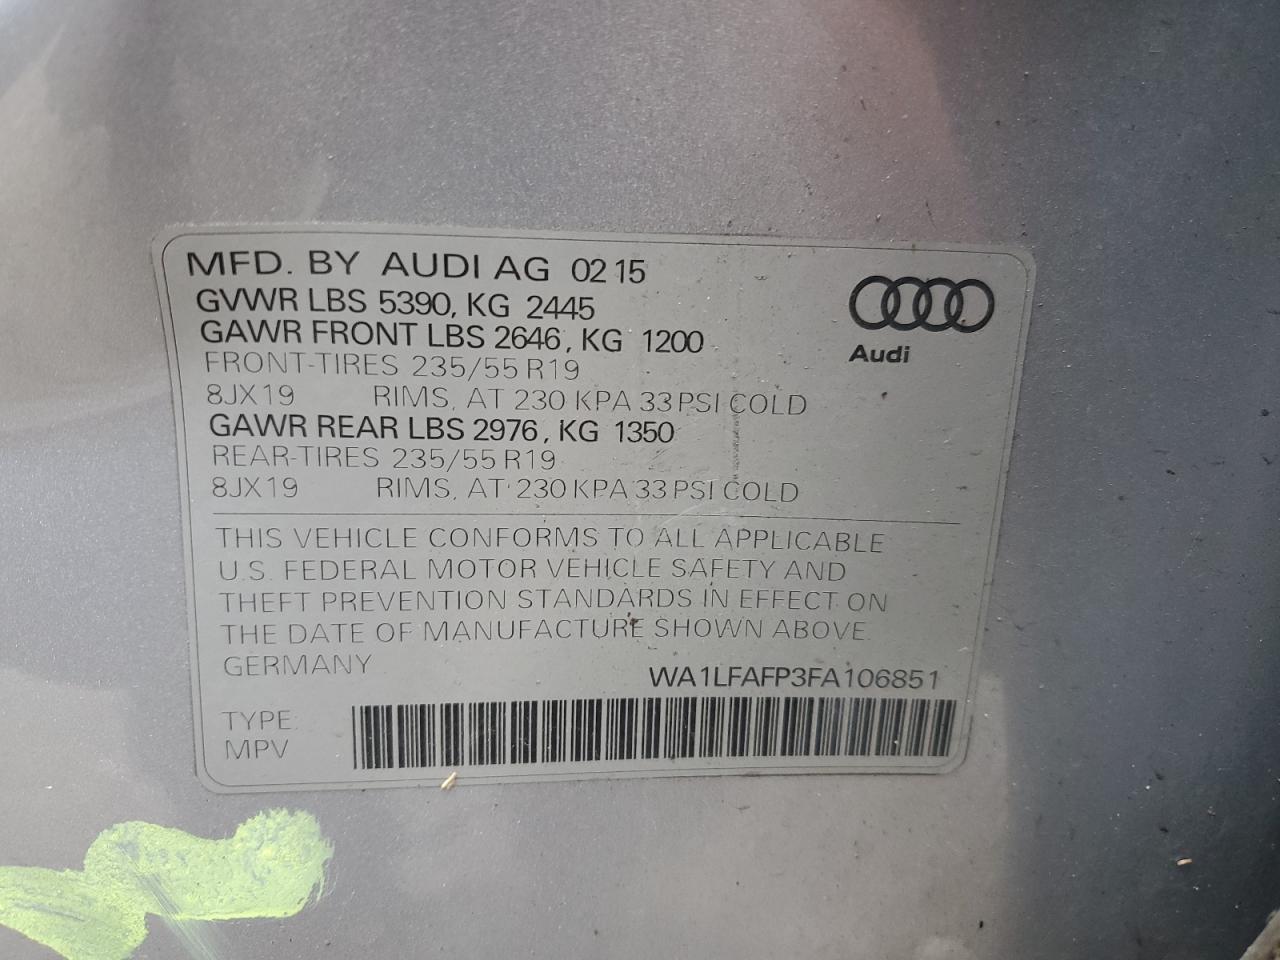 MFD. BY AUDI AG 02 15
GVWR LBS 5390, KG 2445
GAWR FRONT LBS 2646, KG 1200
FRONT-TIRES 235/55 R19
8JX19 RIMS, AT 230 KPA 33 PSI COLD
GAWR REAR LBS 2976, KG 1350
REAR-TIRES 235/55 R19
8JX19 RIMS, AT 230 KPA 33 PSI COLD
Audi
THIS VEHICLE CONFORMS TO ALL APPLICABLE
U.S. FEDERAL MOTOR VEHICLE SAFETY AND
THEFT PREVENTION STANDARDS IN EFFECT ON
THE DATE OF MANUFACTURE SHOWN ABOVE.
GERMANY WA1LFAFP3FA106851
TYPE:
MPV